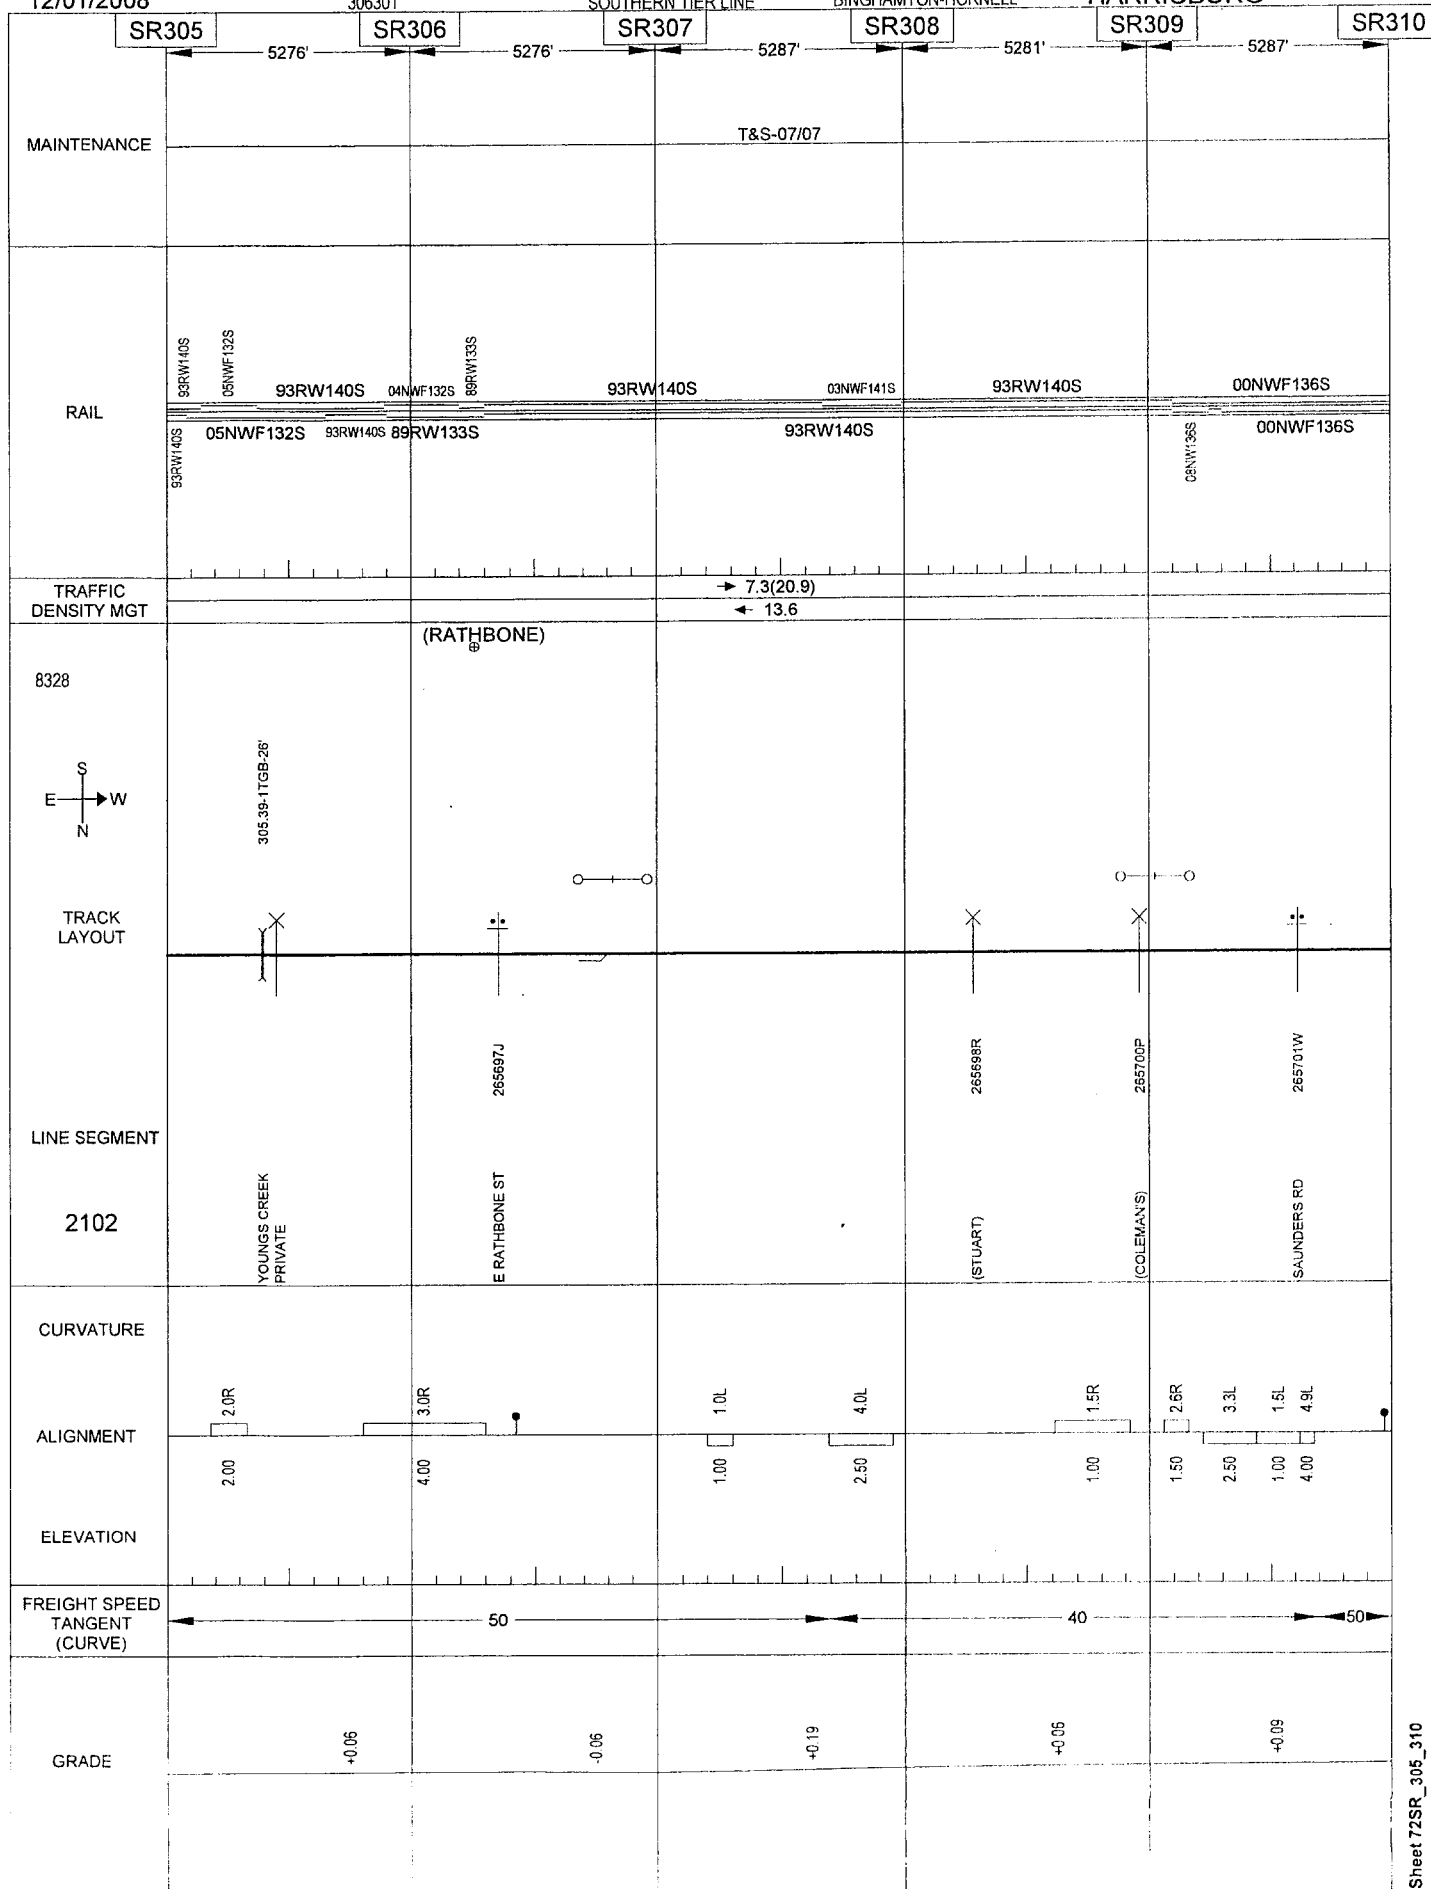 12/01/2008 306301 SOUTHERN TIER LINE BINGHAMTON-HORNELL HARRISBURG
SR305 SR306 SR307 SR308 SR309 SR310
5276' 5276' 5287' 5281' 5287'
MAINTENANCE
T&S-07/07
RAIL
93RW140S
05NWF132S
93RW140S
04NWF132S
89RW133S
93RW140S
03NWF141S
93RW140S
00NWF136S
93RW140S
05NWF132S
93RW140S
89RW133S
93RW140S
08NW136S
00NWF136S
TRAFFIC
DENSITY MGT
7.3(20.9)
13.6
(RATHBONE)
8328
S
E W
N
305.39-1TGB-26'
TRACK
LAYOUT
265697J
265698R
265700P
265701W
LINE SEGMENT
2102
YOUNGS CREEK
PRIVATE
E RATHBONE ST
(STUART)
(COLEMAN'S)
SAUNDERS RD
CURVATURE
2.0R 3.0R 1.0L 4.0L 1.5R 2.6R 3.3L 1.5L 4.9L
ALIGNMENT
2.00 4.00 1.00 2.50 1.00 1.50 2.50 1.00 4.00
ELEVATION
FREIGHT SPEED
TANGENT
(CURVE)
50 40 50
GRADE
+0.06 -0.06 +0.19 +0.06 +0.09
Sheet 72SR_305_310